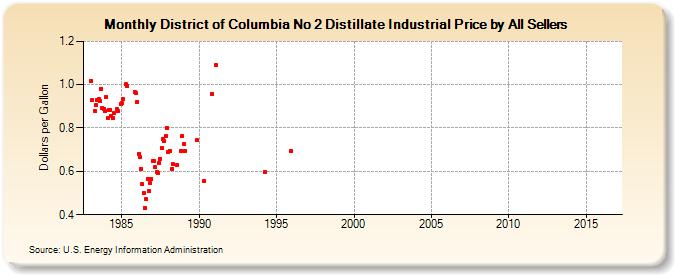 Monthly District of Columbia No 2 Distillate Industrial Price by All Sellers
Dollars per Gallon
1.2
1.0
0.8
0.6
0.4
1985 1990 1995 2000 2005 2010 2015
Source: U.S. Energy Information Administration